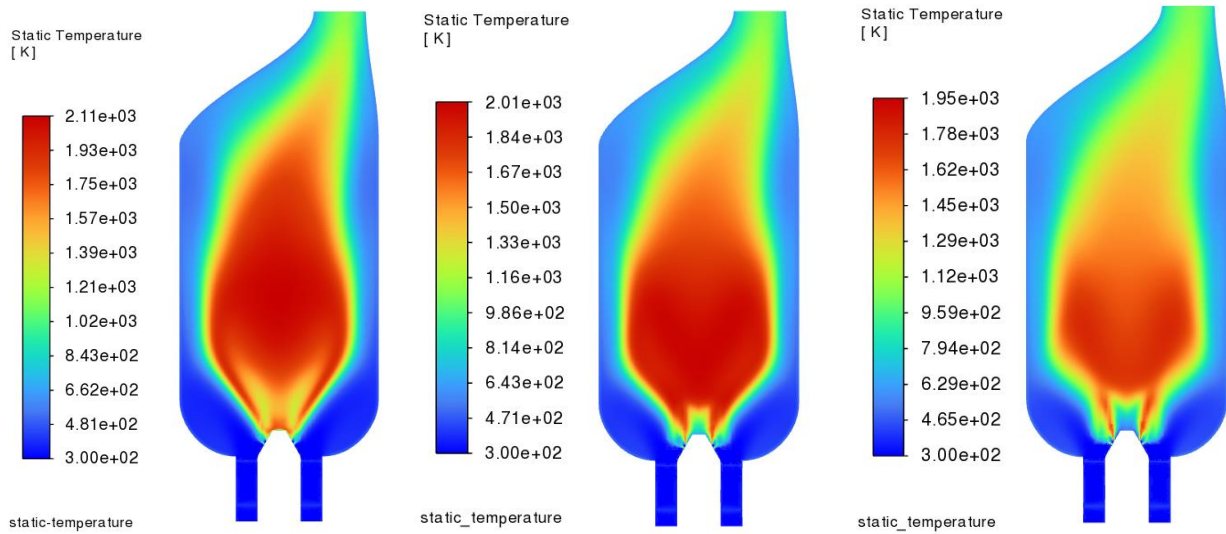 Static Temperature
[ K]
2.11e+03
1.93e+03
1.75e+03
1.57e+03
1.39e+03
1.21e+03
1.02e+03
8.43e+02
6.62e+02
4.81e+02
3.00e+02
static-temperature
Static Temperature
[ K]
2.01e+03
1.84e+03
1.67e+03
1.50e+03
1.33e+03
1.16e+03
9.86e+02
8.14e+02
6.43e+02
4.71e+02
3.00e+02
static_temperature
Static Temperature
[ K]
1.95e+03
1.78e+03
1.62e+03
1.45e+03
1.29e+03
1.12e+03
9.59e+02
7.94e+02
6.29e+02
4.65e+02
3.00e+02
static_temperature